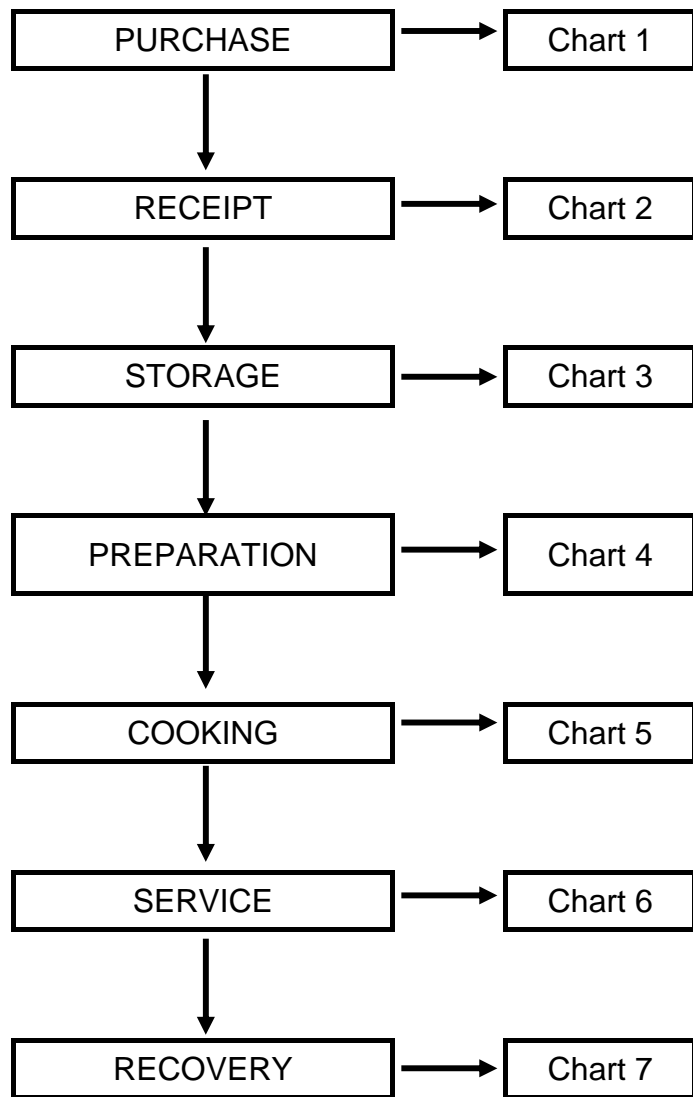 PURCHASE Chart 1
RECEIPT Chart 2
STORAGE Chart 3
PREPARATION Chart 4
COOKING Chart 5
SERVICE Chart 6
RECOVERY Chart 7